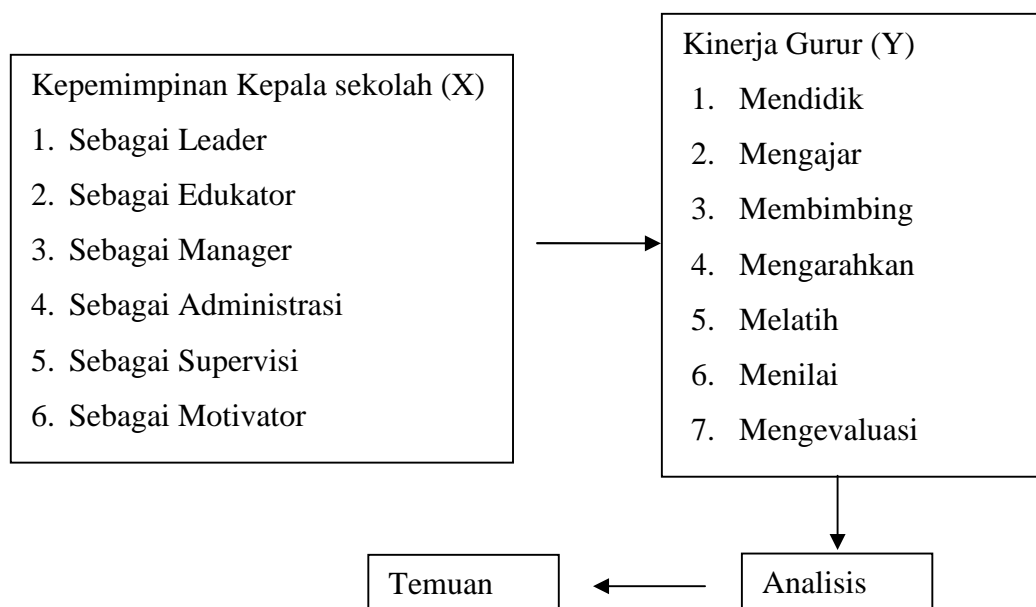 Kepemimpinan Kepala sekolah (X)
1. Sebagai Leader
2. Sebagai Edukator
3. Sebagai Manager
4. Sebagai Administrasi
5. Sebagai Supervisi
6. Sebagai Motivator
Kinerja Gurur (Y)
1. Mendidik
2. Mengajar
3. Membimbing
4. Mengarahkan
5. Melatih
6. Menilai
7. Mengevaluasi
Temuan
Analisis